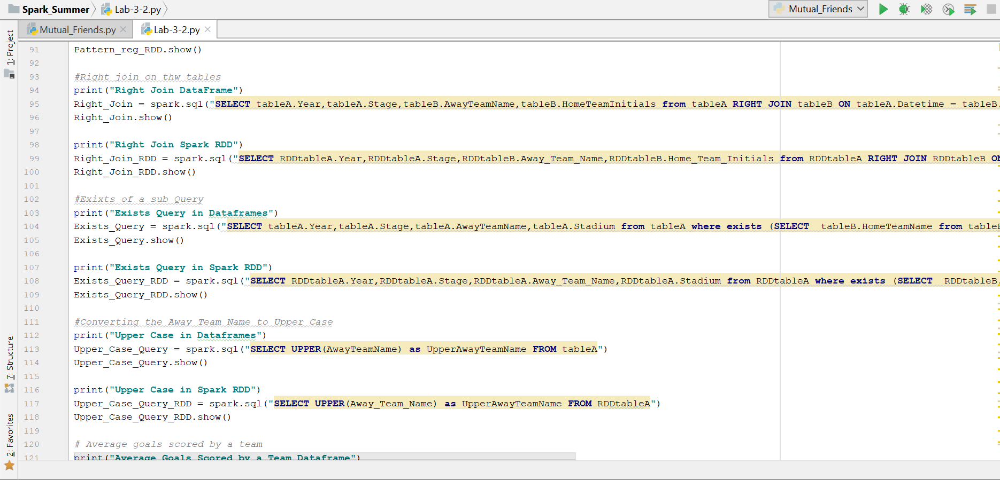 Spark_Summer Lab-3-2.py Mutual_Friends
Mutual_Friends.py Lab-3-2.py
1: Project
7: Structure
2: Favorites
91 Pattern_reg_RDD.show()
92
93 #Right join on thw tables
94 print("Right Join DataFrame")
95 Right_Join = spark.sql("SELECT tableA.Year,tableA.Stage,tableB.AwayTeamName,tableB.HomeTeamInitials from tableA RIGHT JOIN tableB ON tableA.Datetime = tableB.
96 Right_Join.show()
97
98 print("Right Join Spark RDD")
99 Right_Join_RDD = spark.sql("SELECT RDDtableA.Year,RDDtableA.Stage,RDDtableB.Away_Team_Name,RDDtableB.Home_Team_Initials from RDDtableA RIGHT JOIN RDDtableB ON
100 Right_Join_RDD.show()
101
102 #Exixts of a sub Query
103 print("Exists Query in Dataframes")
104 Exists_Query = spark.sql("SELECT tableA.Year,tableA.Stage,tableA.AwayTeamName,tableA.Stadium from tableA where exists (SELECT  tableB.HomeTeamName from tableB
105 Exists_Query.show()
106
107 print("Exists Query in Spark RDD")
108 Exists_Query_RDD = spark.sql("SELECT RDDtableA.Year,RDDtableA.Stage,RDDtableA.Away_Team_Name,RDDtableA.Stadium from RDDtableA where exists (SELECT  RDDtableB.
109 Exists_Query_RDD.show()
110
111 #Converting the Away Team Name to Upper Case
112 print("Upper Case in Dataframes")
113 Upper_Case_Query = spark.sql("SELECT UPPER(AwayTeamName) as UpperAwayTeamName FROM tableA")
114 Upper_Case_Query.show()
115
116 print("Upper Case in Spark RDD")
117 Upper_Case_Query_RDD = spark.sql("SELECT UPPER(Away_Team_Name) as UpperAwayTeamName FROM RDDtableA")
118 Upper_Case_Query_RDD.show()
119
120 # Average goals scored by a team
121 print("Average Goals Scored by a Team Dataframe")